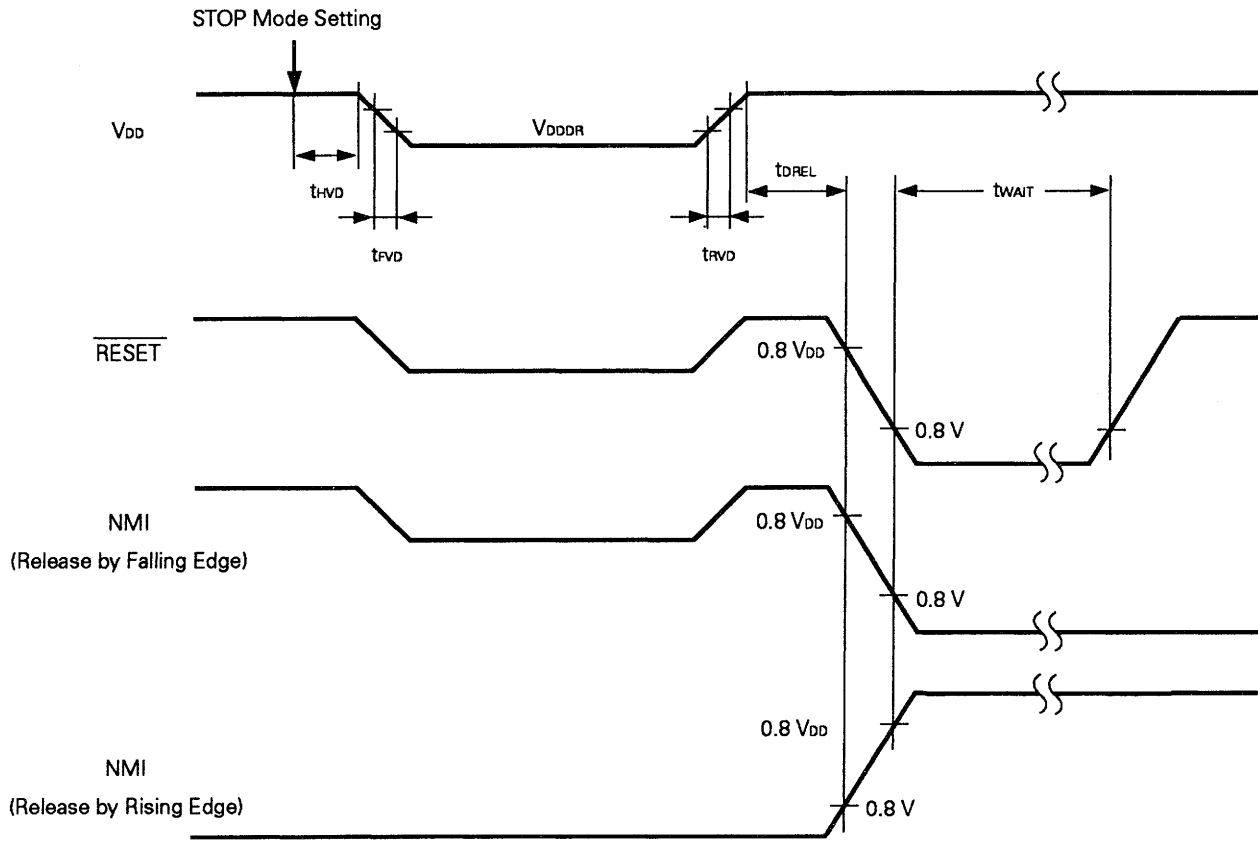 STOP Mode Setting
VDD
VDDDR
tHVD
tFVD
tRVD
tDREL
tWAIT
RESET
0.8 VDD
0.8 V
NMI
(Release by Falling Edge)
0.8 VDD
0.8 V
NMI
(Release by Rising Edge)
0.8 VDD
0.8 V